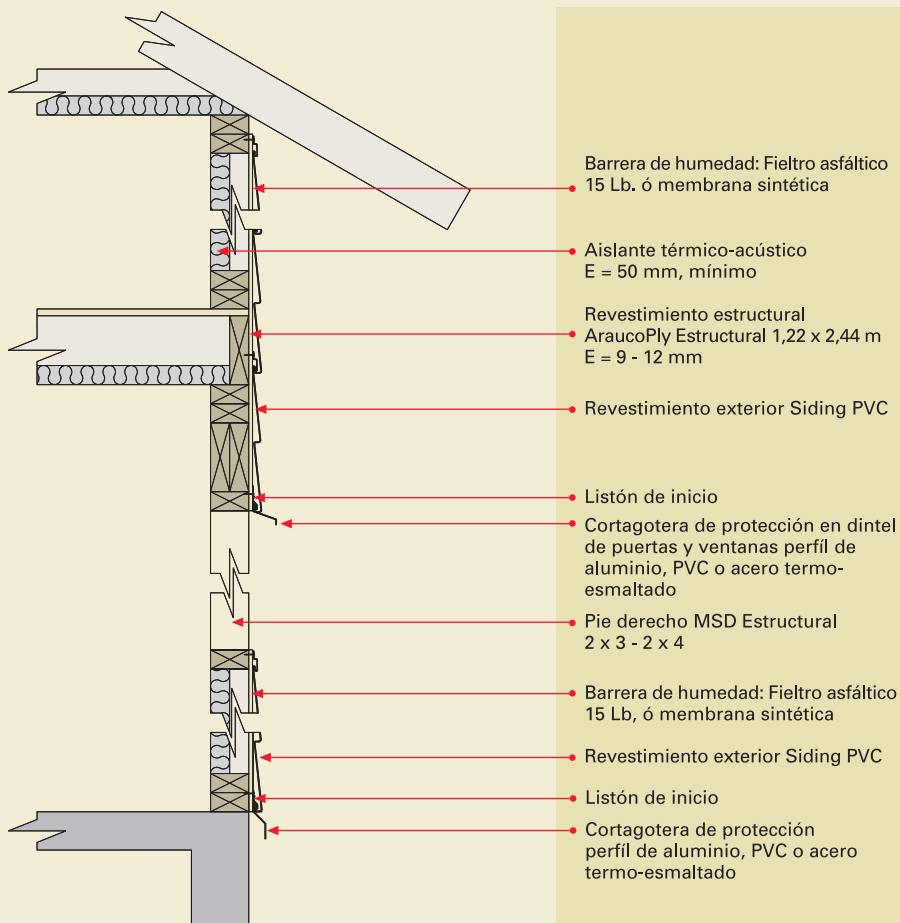 Barrera de humedad: Fieltro asfáltico
15 Lb. ó membrana sintética
Aislante térmico-acústico
E = 50 mm, mínimo
Revestimiento estructural
AraucoPly Estructural 1,22 x 2,44 m
E = 9 - 12 mm
Revestimiento exterior Siding PVC
Listón de inicio
Cortagotera de protección en dintel
de puertas y ventanas perfíl de
aluminio, PVC o acero termo-
esmaltado
Pie derecho MSD Estructural
2 x 3 - 2 x 4
Barrera de humedad: Fieltro asfáltico
15 Lb, ó membrana sintética
Revestimiento exterior Siding PVC
Listón de inicio
Cortagotera de protección
perfíl de aluminio, PVC o acero
termo-esmaltado